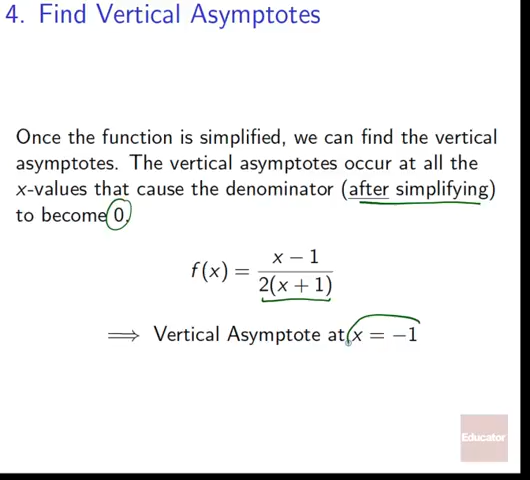 4. Find Vertical Asymptotes
Once the function is simplified, we can find the vertical
asymptotes. The vertical asymptotes occur at all the
x-values that cause the denominator (after simplifying)
to become 0.
f(x) = x − 1 / 2(x + 1)
⟹ Vertical Asymptote at x = −1
Educator